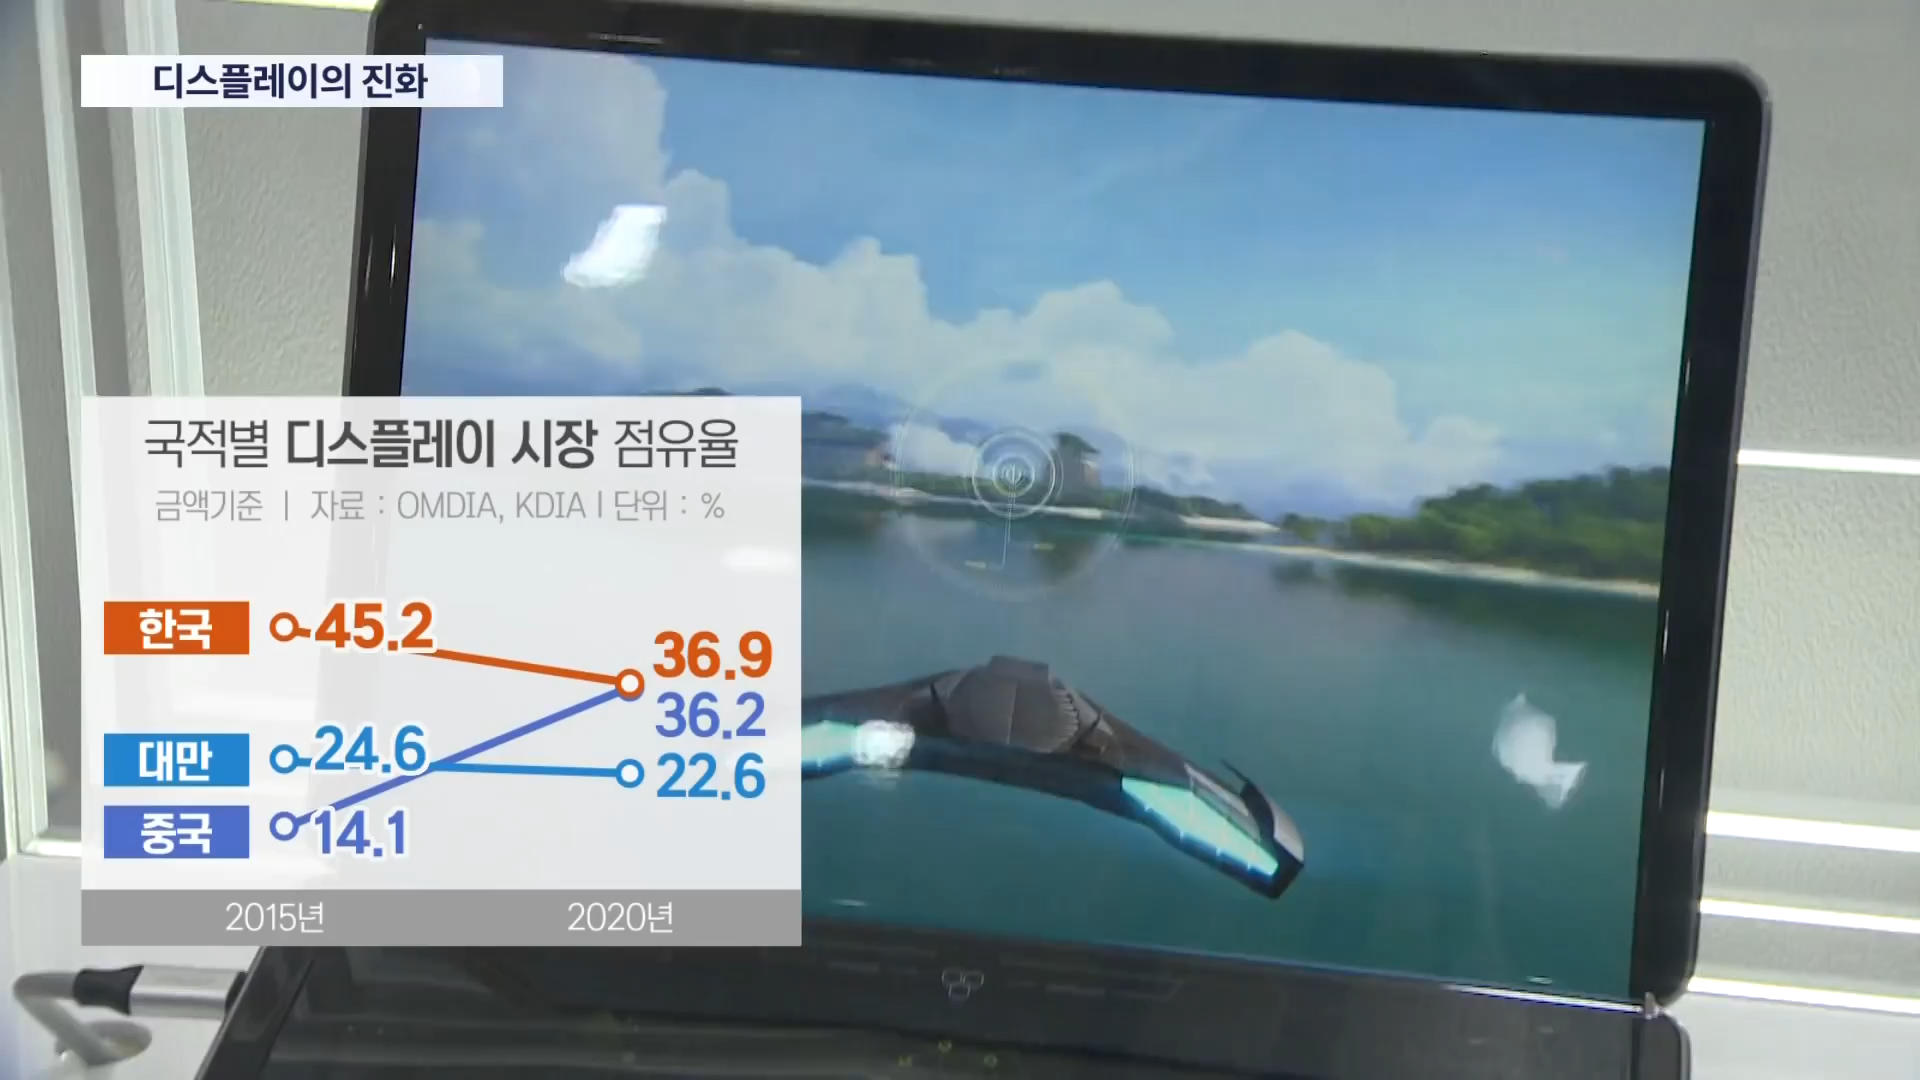 디스플레이의 진화
국적별 디스플레이 시장 점유율
금액기준 | 자료 : OMDIA, KDIA | 단위 : %
한국 45.2 36.9
36.2
대만 24.6 22.6
중국 14.1
2015년 2020년